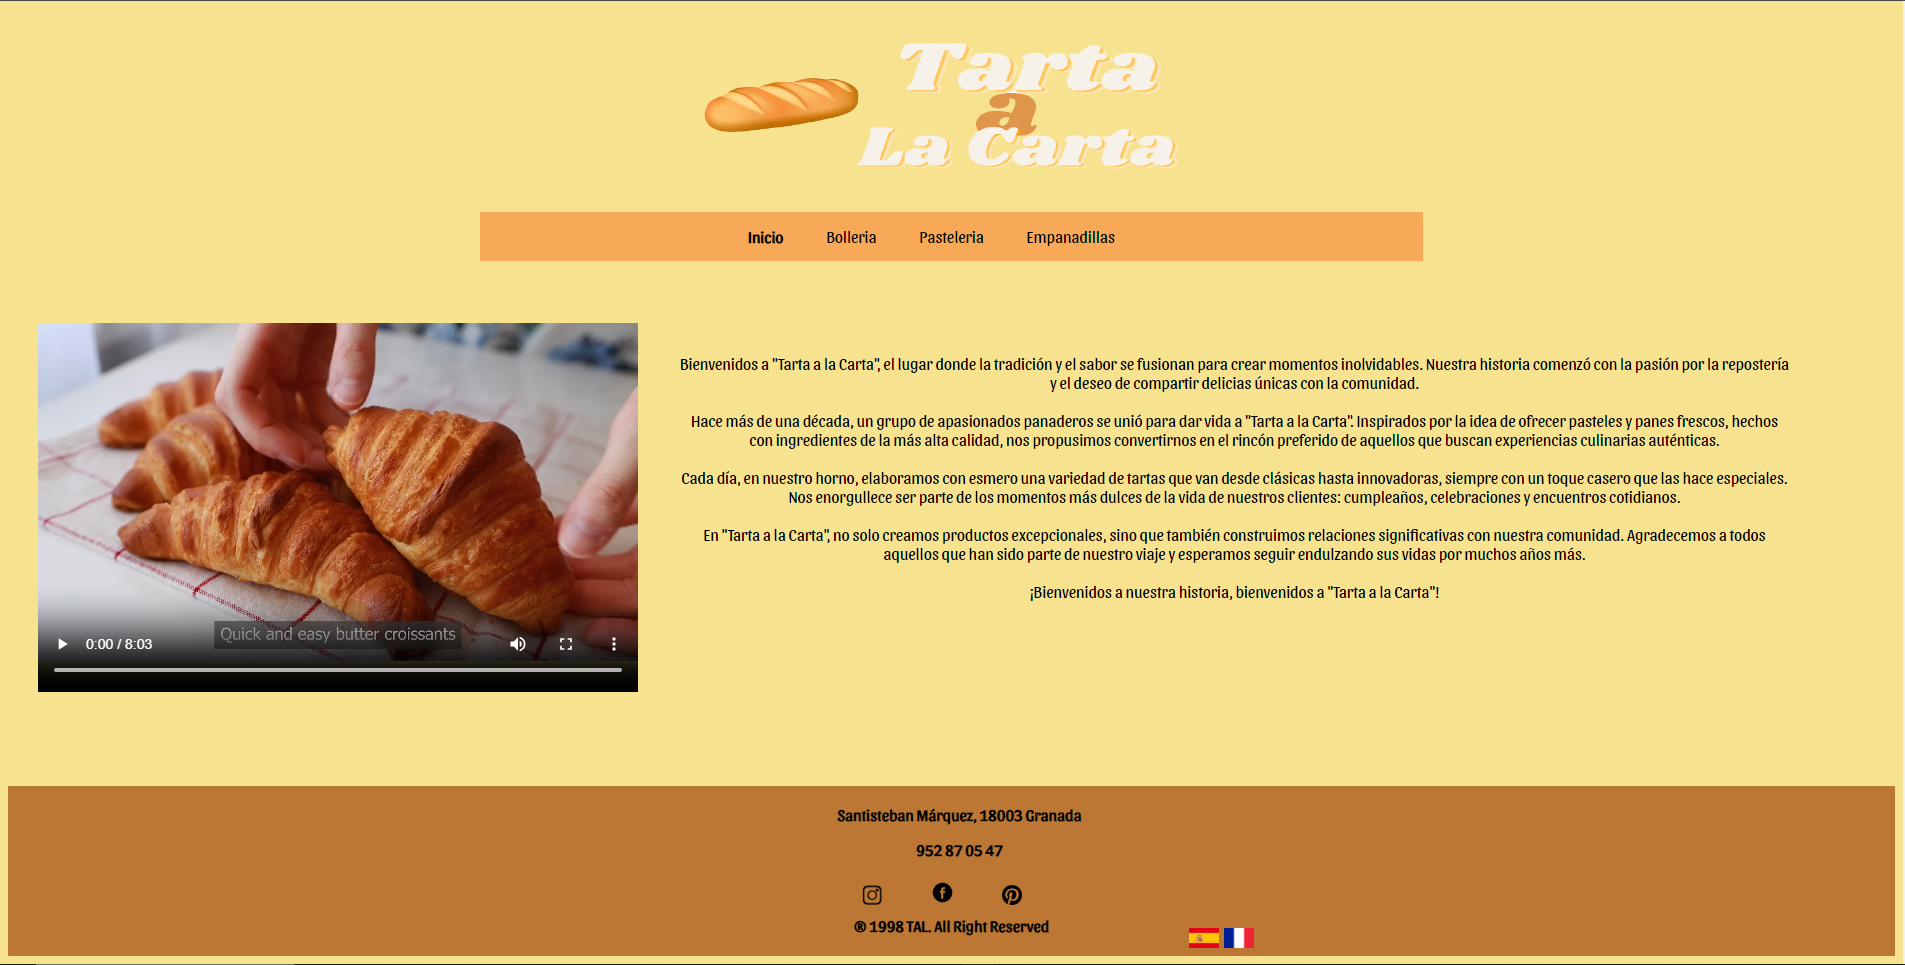 Tarta
a
La Carta
Inicio Bolleria Pasteleria Empanadillas
Bienvenidos a "Tarta a la Carta", el lugar donde la tradición y el sabor se fusionan para crear momentos inolvidables. Nuestra historia comenzó con la pasión por la repostería
y el deseo de compartir delicias únicas con la comunidad.
Hace más de una década, un grupo de apasionados panaderos se unió para dar vida a "Tarta a la Carta". Inspirados por la idea de ofrecer pasteles y panes frescos, hechos
con ingredientes de la más alta calidad, nos propusimos convertirnos en el rincón preferido de aquellos que buscan experiencias culinarias auténticas.
Cada día, en nuestro horno, elaboramos con esmero una variedad de tartas que van desde clásicas hasta innovadoras, siempre con un toque casero que las hace especiales.
Nos enorgullece ser parte de los momentos más dulces de la vida de nuestros clientes: cumpleaños, celebraciones y encuentros cotidianos.
En "Tarta a la Carta", no solo creamos productos excepcionales, sino que también construimos relaciones significativas con nuestra comunidad. Agradecemos a todos
aquellos que han sido parte de nuestro viaje y esperamos seguir endulzando sus vidas por muchos años más.
¡Bienvenidos a nuestra historia, bienvenidos a "Tarta a la Carta"!
Quick and easy butter croissants
0:00 / 8:03
Santisteban Márquez, 18003 Granada
952 87 05 47
® 1998 TAL. All Right Reserved